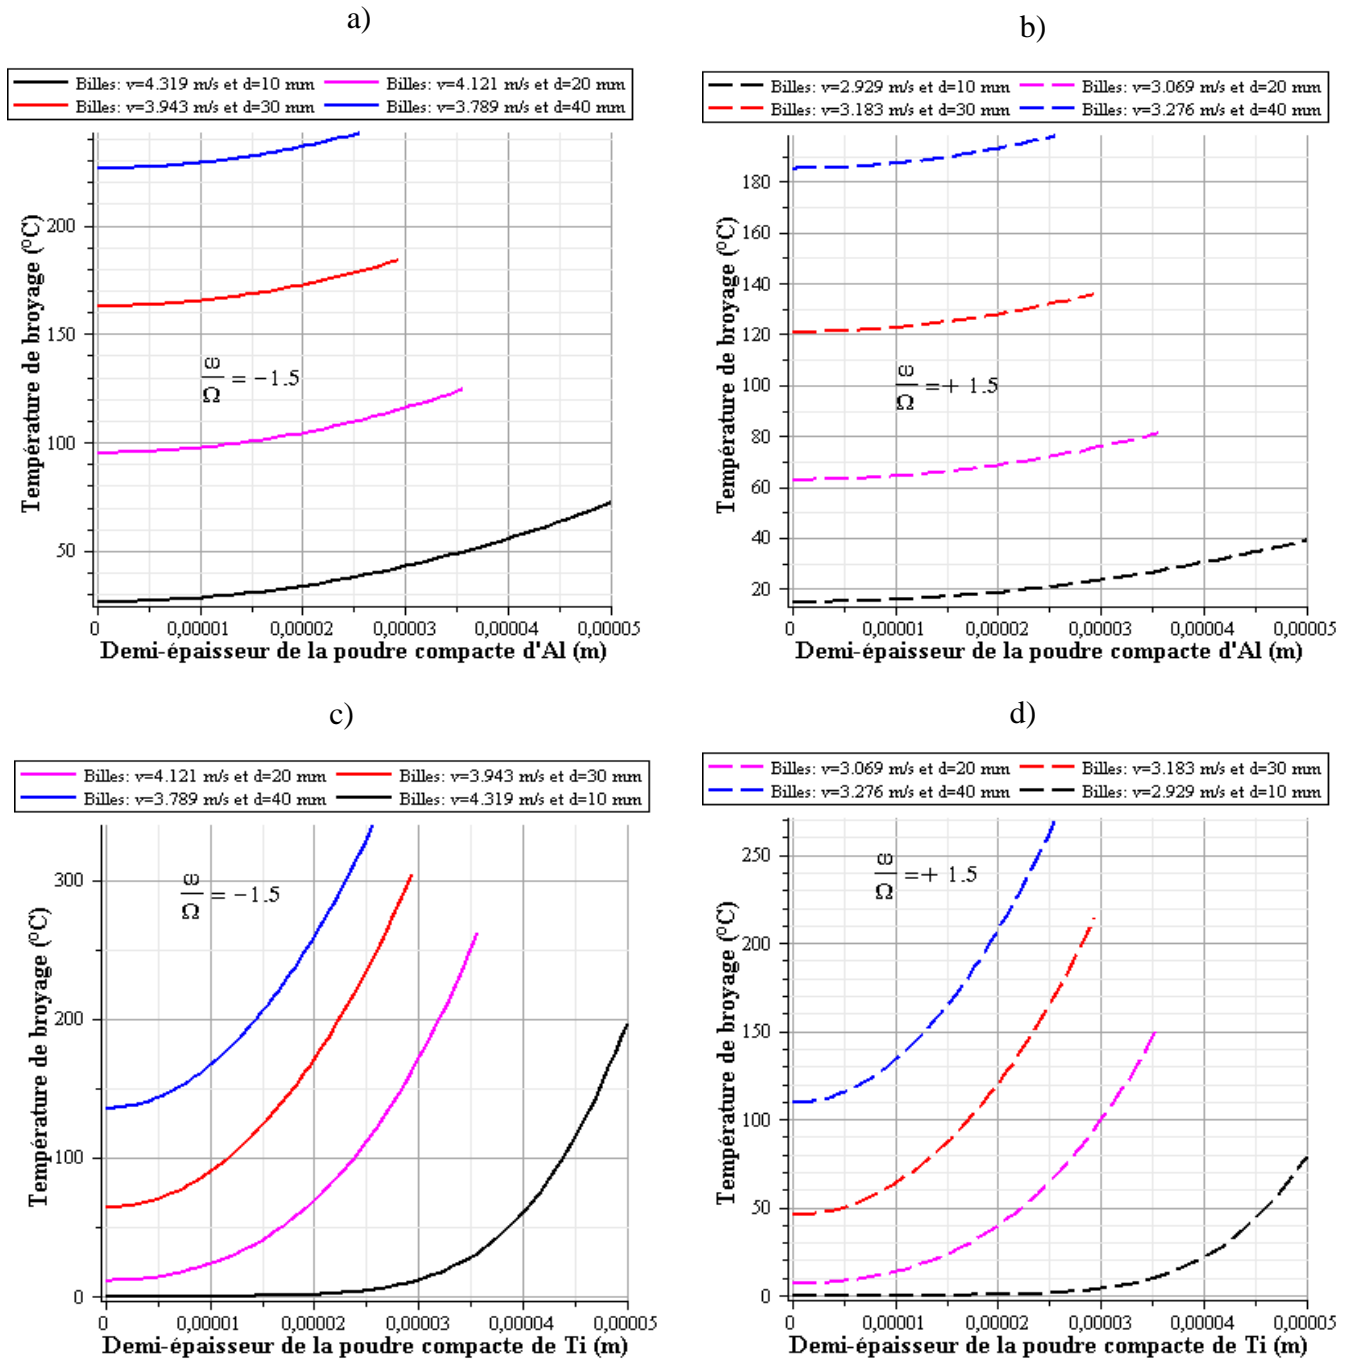 a)
b)
Billes: v=4.319 m/s et d=10 mm Billes: v=4.121 m/s et d=20 mm
Billes: v=3.943 m/s et d=30 mm Billes: v=3.789 m/s et d=40 mm
Billes: v=2.929 m/s et d=10 mm Billes: v=3.069 m/s et d=20 mm
Billes: v=3.183 m/s et d=30 mm Billes: v=3.276 m/s et d=40 mm
Température de broyage (°C)
200
150
100
50
ω/Ω = −1.5
0 0,00001 0,00002 0,00003 0,00004 0,00005
Demi-épaisseur de la poudre compacte d'Al (m)
Température de broyage (°C)
180
160
140
120
100
80
60
40
20
ω/Ω =+ 1.5
0 0,00001 0,00002 0,00003 0,00004 0,00005
Demi-épaisseur de la poudre compacte d'Al (m)
c)
d)
Billes: v=4.121 m/s et d=20 mm Billes: v=3.943 m/s et d=30 mm
Billes: v=3.789 m/s et d=40 mm Billes: v=4.319 m/s et d=10 mm
Billes: v=3.069 m/s et d=20 mm Billes: v=3.183 m/s et d=30 mm
Billes: v=3.276 m/s et d=40 mm Billes: v=2.929 m/s et d=10 mm
Température de broyage (°C)
300
200
100
0
ω/Ω = −1.5
0 0,00001 0,00002 0,00003 0,00004 0,00005
Demi-épaisseur de la poudre compacte de Ti (m)
Température de broyage (°C)
250
200
150
100
50
0
ω/Ω =+ 1.5
0 0,00001 0,00002 0,00003 0,00004 0,00005
Demi-épaisseur de la poudre compacte de Ti (m)